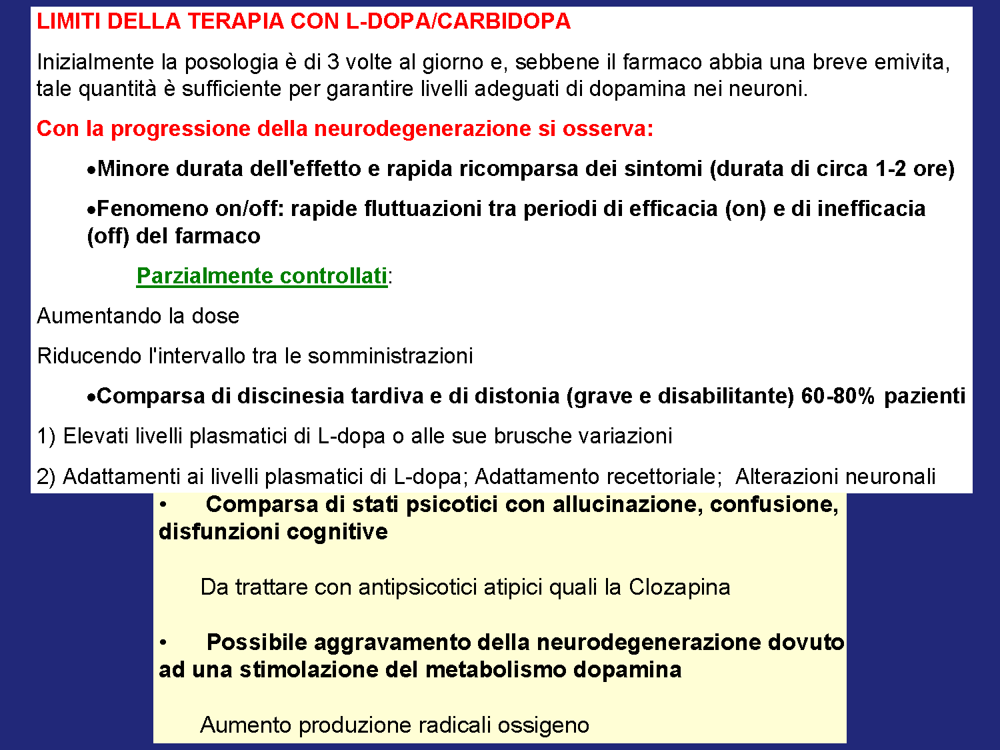 LIMITI DELLA TERAPIA CON L-DOPA/CARBIDOPA
Inizialmente la posologia è di 3 volte al giorno e, sebbene il farmaco abbia una breve emivita,
tale quantità è sufficiente per garantire livelli adeguati di dopamina nei neuroni.
Con la progressione della neurodegenerazione si osserva:
•Minore durata dell'effetto e rapida ricomparsa dei sintomi (durata di circa 1-2 ore)
•Fenomeno on/off: rapide fluttuazioni tra periodi di efficacia (on) e di inefficacia
(off) del farmaco
Parzialmente controllati:
Aumentando la dose
Riducendo l'intervallo tra le somministrazioni
•Comparsa di discinesia tardiva e di distonia (grave e disabilitante) 60-80% pazienti
1) Elevati livelli plasmatici di L-dopa o alle sue brusche variazioni
2) Adattamenti ai livelli plasmatici di L-dopa; Adattamento recettoriale;  Alterazioni neuronali
• Comparsa di stati psicotici con allucinazione, confusione,
disfunzioni cognitive
Da trattare con antipsicotici atipici quali la Clozapina
• Possibile aggravamento della neurodegenerazione dovuto
ad una stimolazione del metabolismo dopamina
Aumento produzione radicali ossigeno